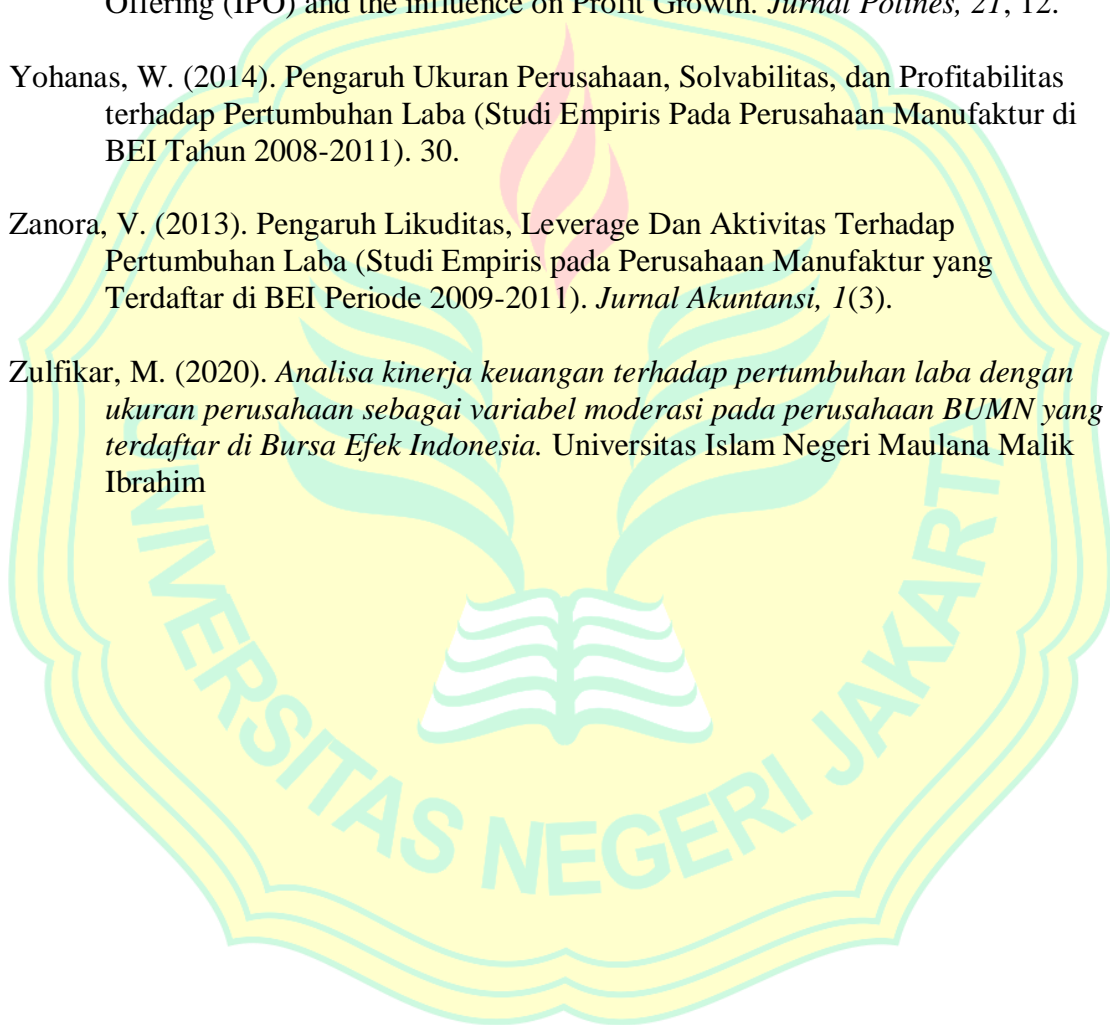 Offering (IPO) and the influence on Profit Growth. Jurnal Polines, 21, 12.
Yohanas, W. (2014). Pengaruh Ukuran Perusahaan, Solvabilitas, dan Profitabilitas
terhadap Pertumbuhan Laba (Studi Empiris Pada Perusahaan Manufaktur di
BEI Tahun 2008-2011). 30.
Zanora, V. (2013). Pengaruh Likuditas, Leverage Dan Aktivitas Terhadap
Pertumbuhan Laba (Studi Empiris pada Perusahaan Manufaktur yang
Terdaftar di BEI Periode 2009-2011). Jurnal Akuntansi, 1(3).
Zulfikar, M. (2020). Analisa kinerja keuangan terhadap pertumbuhan laba dengan
ukuran perusahaan sebagai variabel moderasi pada perusahaan BUMN yang
terdaftar di Bursa Efek Indonesia. Universitas Islam Negeri Maulana Malik
Ibrahim
UNIVERSITAS NEGERI JAKARTA